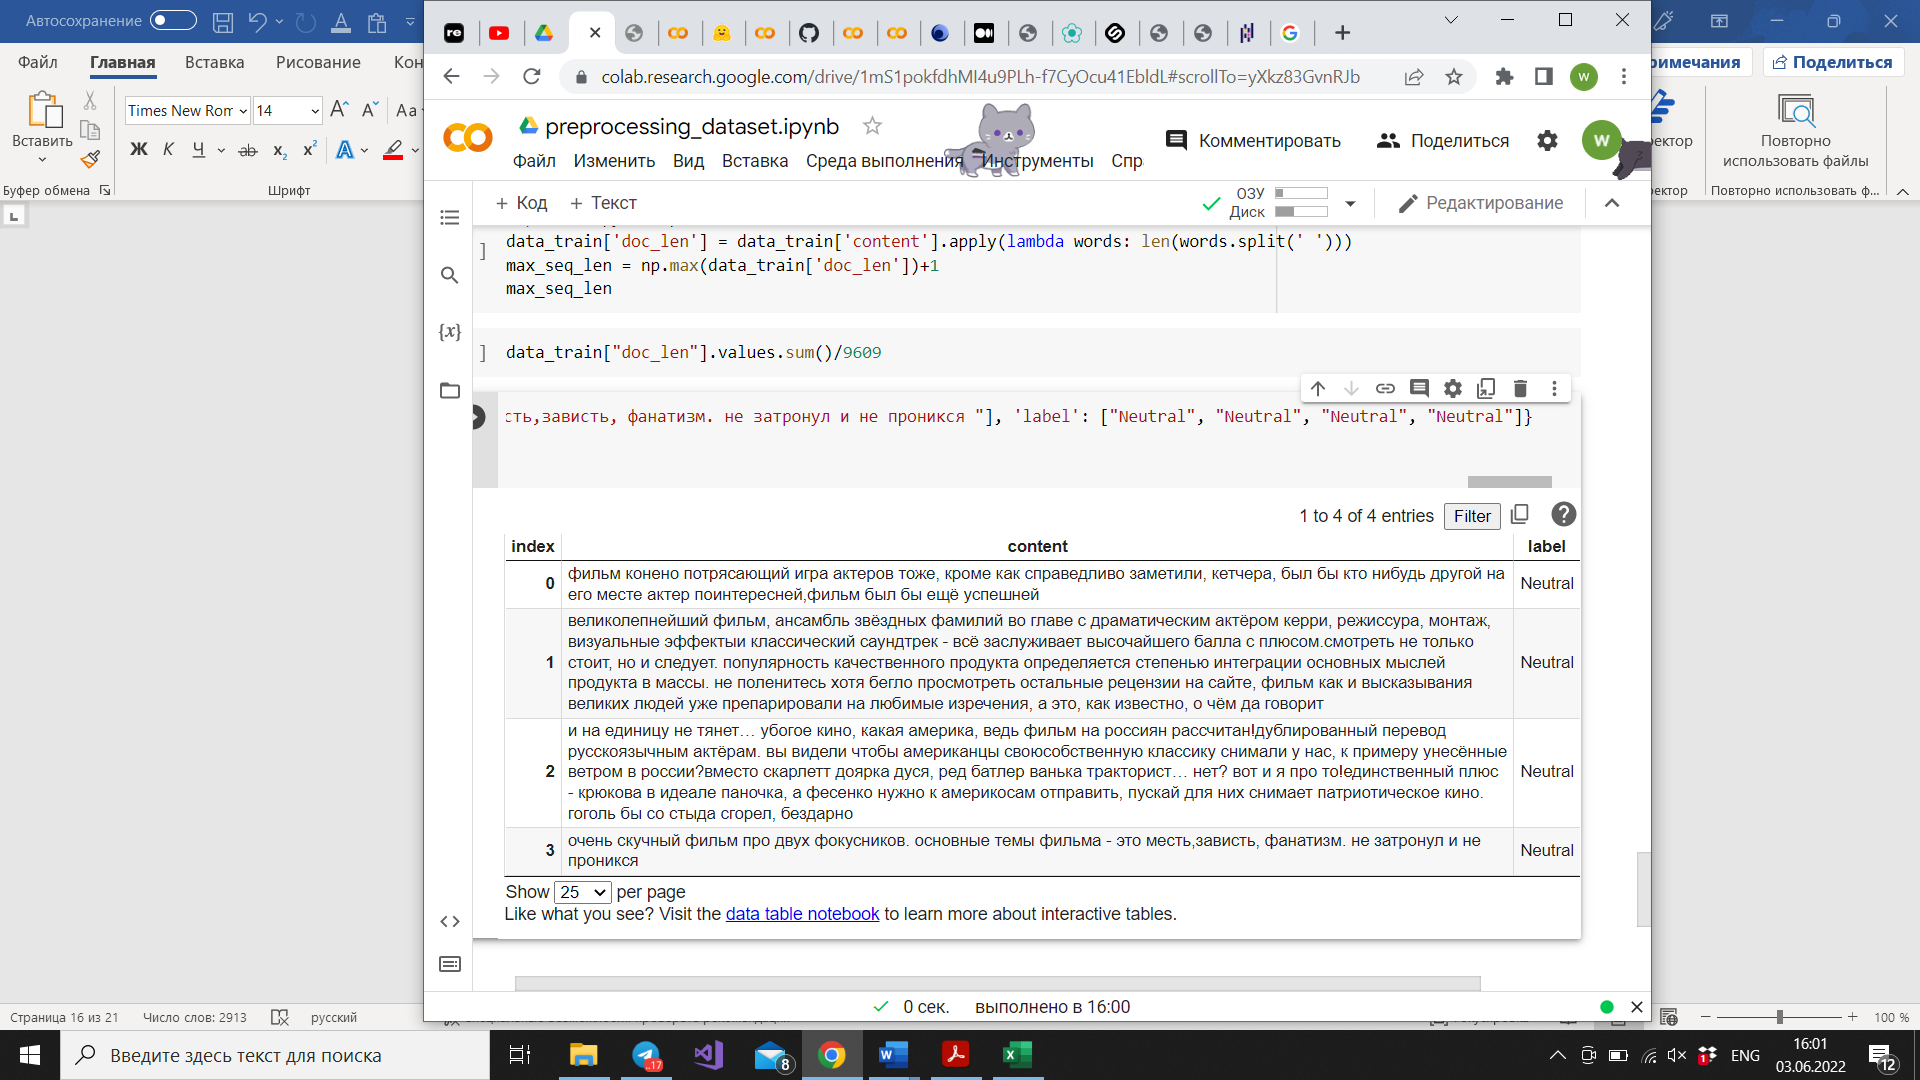 Автосохранение
Файл Главная Вставка Рисование Кон
римечания Поделиться
Times New Rom 14
Вставить
Ж К Ч ab x₂ x² A
Буфер обмена Шрифт
Повторно
использовать файлы
Повторно использовать ф...
colab.research.google.com/drive/1mS1pokfdhMI4u9PLh-f7CyOcu41EbldL#scrollTo=yXkz83GvnRJb
W
preprocessing_dataset.ipynb
Комментировать Поделиться W
Файл Изменить Вид Вставка Среда выполнения Инструменты Спр
+ Код + Текст
ОЗУ
Диск
Редактирование
data_train['doc_len'] = data_train['content'].apply(lambda words: len(words.split(' ')))
max_seq_len = np.max(data_train['doc_len'])+1
max_seq_len
data_train["doc_len"].values.sum()/9609
сть,зависть, фанатизм. не затронул и не проникся "], 'label': ["Neutral", "Neutral", "Neutral", "Neutral"]}
1 to 4 of 4 entries Filter
index content label
0 фильм конено потрясающий игра актеров тоже, кроме как справедливо заметили, кетчера, был бы кто нибудь другой на
его месте актер поинтересней,фильм был бы ещё успешней Neutral
великолепнейший фильм, ансамбль звёздных фамилий во главе с драматическим актёром керри, режиссура, монтаж,
визуальные эффектыи классический саундтрек - всё заслуживает высочайшего балла с плюсом.смотреть не только
1 стоит, но и следует. популярность качественного продукта определяется степенью интеграции основных мыслей Neutral
продукта в массы. не поленитесь хотя бегло просмотреть остальные рецензии на сайте, фильм как и высказывания
великих людей уже препарировали на любимые изречения, а это, как известно, о чём да говорит
и на единицу не тянет… убогое кино, какая америка, ведь фильм на россиян рассчитан!дублированный перевод
русскоязычным актёрам. вы видели чтобы американцы своюсобственную классику снимали у нас, к примеру унесённые
2 ветром в россии?вместо скарлетт доярка дуся, ред батлер ванька тракторист… нет? вот и я про то!единственный плюс Neutral
- крюкова в идеале паночка, а фесенко нужно к америкосам отправить, пускай для них снимает патриотическое кино.
гоголь бы со стыда сгорел, бездарно
3 очень скучный фильм про двух фокусников. основные темы фильма - это месть,зависть, фанатизм. не затронул и не
проникся Neutral
Show 25 per page
Like what you see? Visit the data table notebook to learn more about interactive tables.
0 сек. выполнено в 16:00
Страница 16 из 21 Число слов: 2913 русский
100 %
Введите здесь текст для поиска
ENG
16:01
03.06.2022
12